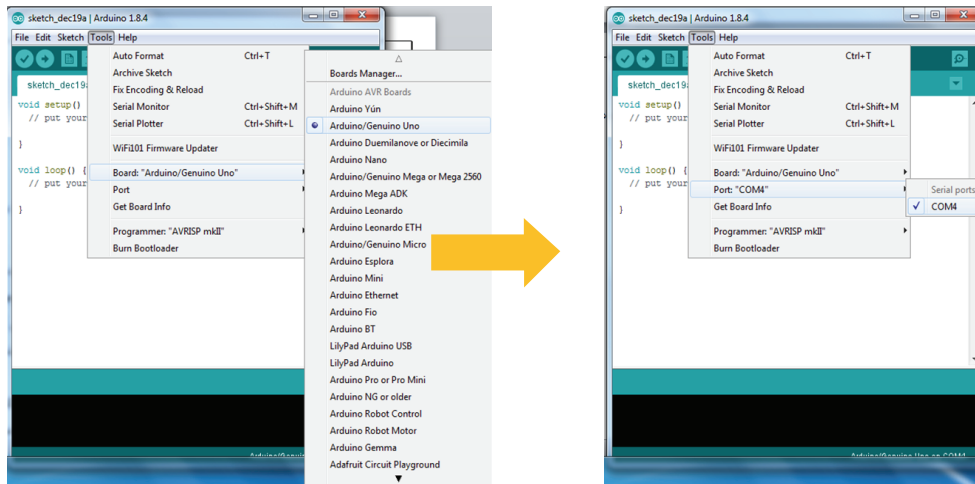 sketch_dec19a | Arduino 1.8.4
File Edit Sketch Tools Help
Auto Format Ctrl+T
Archive Sketch
Fix Encoding & Reload
Serial Monitor Ctrl+Shift+M
Serial Plotter Ctrl+Shift+L
WiFi101 Firmware Updater
Board: "Arduino/Genuino Uno"
Port
Get Board Info
Programmer: "AVRISP mkII"
Burn Bootloader
sketch_dec19a
void setup()
// put your
}
void loop() {
// put your
}
Boards Manager...
Arduino AVR Boards
Arduino Yún
Arduino/Genuino Uno
Arduino Duemilanove or Diecimila
Arduino Nano
Arduino/Genuino Mega or Mega 2560
Arduino Mega ADK
Arduino Leonardo
Arduino Leonardo ETH
Arduino/Genuino Micro
Arduino Esplora
Arduino Mini
Arduino Ethernet
Arduino Fio
Arduino BT
LilyPad Arduino USB
LilyPad Arduino
Arduino Pro or Pro Mini
Arduino NG or older
Arduino Robot Control
Arduino Robot Motor
Arduino Gemma
Adafruit Circuit Playground
sketch_dec19a | Arduino 1.8.4
File Edit Sketch Tools Help
Auto Format Ctrl+T
Archive Sketch
Fix Encoding & Reload
Serial Monitor Ctrl+Shift+M
Serial Plotter Ctrl+Shift+L
WiFi101 Firmware Updater
Board: "Arduino/Genuino Uno"
Port: "COM4"
Get Board Info
Programmer: "AVRISP mkII"
Burn Bootloader
sketch_dec19a
void setup()
// put your
}
void loop() {
// put your
}
Serial ports
COM4
Arduino/Genuino Uno on COM4